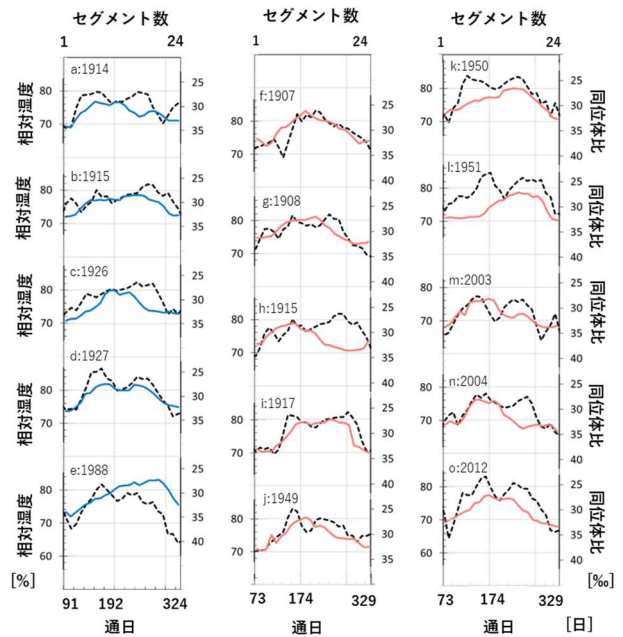 セグメント数 セグメント数 セグメント数
1 24 1 24 1 24
相対湿度 80 70 a:1914 25 30 35
相対湿度 80 70 b:1915 25 30 35
相対湿度 80 70 c:1926 25 30 35
相対湿度 80 70 d:1927 25 30 35
相対湿度 80 70 60 e:1988 25 30 35 40
80 70 f:1907 25 30 35
80 70 g:1908 25 30 35
80 70 h:1915 25 30 35
80 70 i:1917 25 30 35
80 70 j:1949 25 30 35 40
80 70 k:1950 25 30 35 40 同位体比
80 70 l:1951 25 30 35 40 同位体比
80 70 m:2003 25 30 35 40 同位体比
80 70 n:2004 25 30 35 40 同位体比
80 70 60 o:2012 25 30 35 40 同位体比
[%] [‰]
91 192 324 73 174 329 73 174 329
通日 通日 通日 [日]